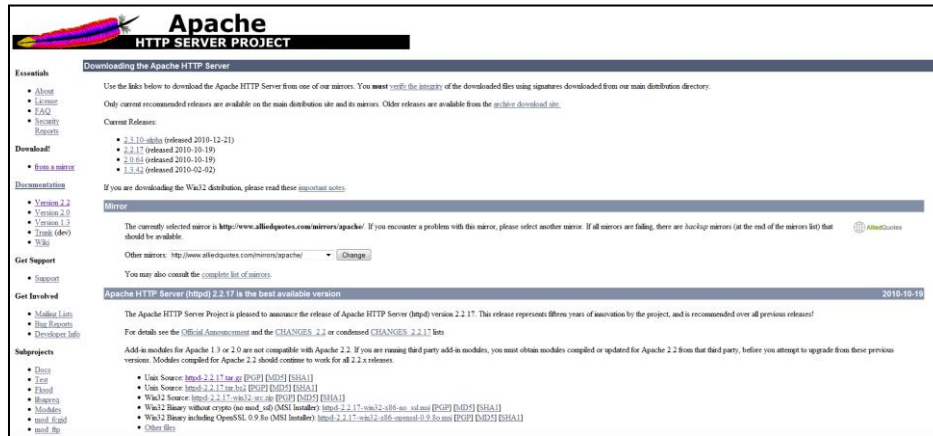 Apache
HTTP SERVER PROJECT
Essentials
• About
• License
• FAQ
• Security
Reports
Download!
• from a mirror
Documentation
• Version 2.2
• Version 2.0
• Version 1.3
• Trunk (dev)
• Wiki
Get Support
• Support
Get Involved
• Mailing Lists
• Bug Reports
• Developer Info
Subprojects
• Docs
• Test
• Flood
• libapreq
• Modules
• mod_fcgid
• mod_ftp
Downloading the Apache HTTP Server
Use the links below to download the Apache HTTP Server from one of our mirrors. You must verify the integrity of the downloaded files using signatures downloaded from our main distribution directory.
Only current recommended releases are available on the main distribution site and its mirrors. Older releases are available from the archive download site.
Current Releases:
• 2.3.10-alpha (released 2010-12-21)
• 2.2.17 (released 2010-10-19)
• 2.0.64 (released 2010-10-19)
• 1.3.42 (released 2010-02-02)
If you are downloading the Win32 distribution, please read these important notes.
Mirror
The currently selected mirror is http://www.alliedquotes.com/mirrors/apache/. If you encounter a problem with this mirror, please select another mirror. If all mirrors are failing, there are backup mirrors (at the end of the mirrors list) that
should be available.
AlliedQuotes
Other mirrors: http://www.alliedquotes.com/mirrors/apache/ Change
You may also consult the complete list of mirrors.
Apache HTTP Server (httpd) 2.2.17 is the best available version 2010-10-19
The Apache HTTP Server Project is pleased to announce the release of Apache HTTP Server (httpd) version 2.2.17. This release represents fifteen years of innovation by the project, and is recommended over all previous releases!
For details see the Official Announcement and the CHANGES_2.2 or condensed CHANGES_2.2.17 lists
Add-in modules for Apache 1.3 or 2.0 are not compatible with Apache 2.2. If you are running third party add-in modules, you must obtain modules compiled or updated for Apache 2.2 from that third party, before you attempt to upgrade from these previous
versions. Modules compiled for Apache 2.2 should continue to work for all 2.2.x releases.
• Unix Source: httpd-2.2.17.tar.gz [PGP] [MD5] [SHA1]
• Unix Source: httpd-2.2.17.tar.bz2 [PGP] [MD5] [SHA1]
• Win32 Source: httpd-2.2.17-win32-src.zip [PGP] [MD5] [SHA1]
• Win32 Binary without crypto (no mod_ssl) (MSI Installer): httpd-2.2.17-win32-x86-no_ssl.msi [PGP] [MD5] [SHA1]
• Win32 Binary including OpenSSL 0.9.8o (MSI Installer): httpd-2.2.17-win32-x86-openssl-0.9.8o.msi [PGP] [MD5] [SHA1]
• Other files